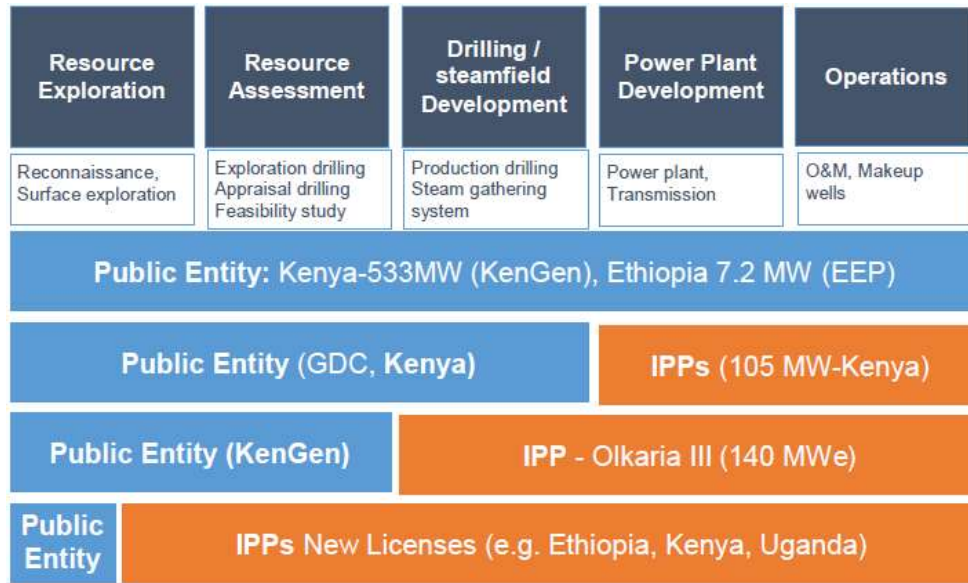 Resource
Exploration
Resource
Assessment
Drilling /
steamfield
Development
Power Plant
Development
Operations
Reconnaissance,
Surface exploration
Exploration drilling
Appraisal drilling
Feasibility study
Production drilling
Steam gathering
system
Power plant,
Transmission
O&M, Makeup
wells
Public Entity: Kenya-533MW (KenGen), Ethiopia 7.2 MW (EEP)
Public Entity (GDC, Kenya)
IPPs (105 MW-Kenya)
Public Entity (KenGen)
IPP - Olkaria III (140 MWe)
Public
Entity
IPPs New Licenses (e.g. Ethiopia, Kenya, Uganda)